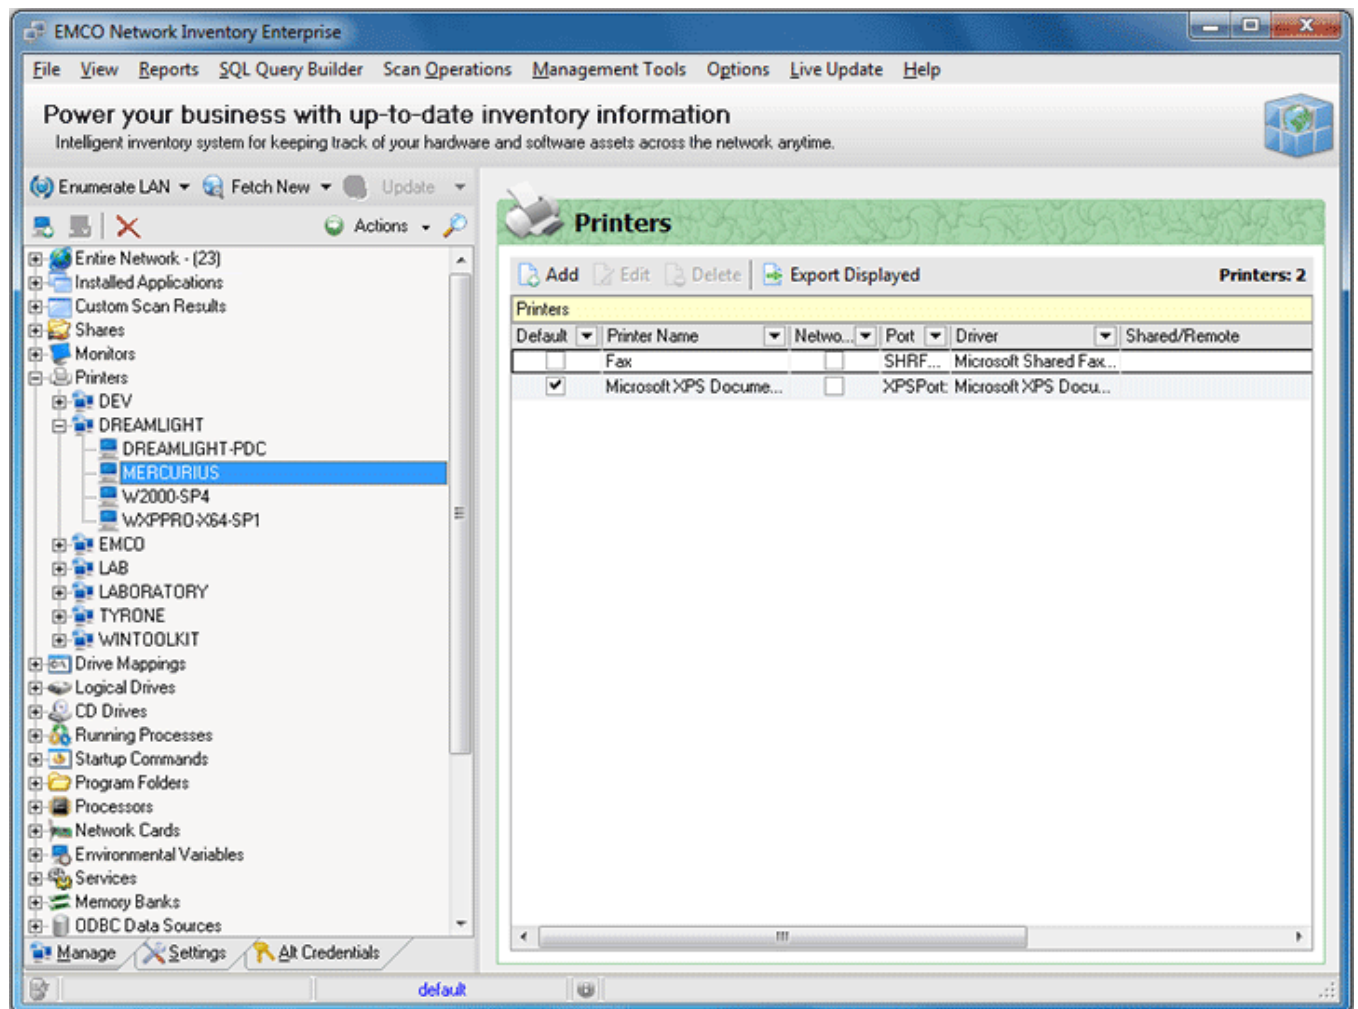 EMCO Network Inventory Enterprise
File View Reports SQL Query Builder Scan Operations Management Tools Options Live Update Help
Power your business with up-to-date inventory information
Intelligent inventory system for keeping track of your hardware and software assets across the network anytime.
Enumerate LAN Fetch New Update
Actions
Entire Network - (23)
Installed Applications
Custom Scan Results
Shares
Monitors
Printers
DEV
DREAMLIGHT
DREAMLIGHT-PDC
MERCURIUS
W2000-SP4
WXPPRO-X64-SP1
EMCO
LAB
LABORATORY
TYRONE
WINTOOLKIT
Drive Mappings
Logical Drives
CD Drives
Running Processes
Startup Commands
Program Folders
Processors
Network Cards
Environmental Variables
Services
Memory Banks
ODBC Data Sources
Manage Settings Alt Credentials
Printers
Add Edit Delete Export Displayed Printers: 2
Printers
Default Printer Name Netwo... Port Driver Shared/Remote
Fax SHRF... Microsoft Shared Fax...
Microsoft XPS Docume... XPSPort: Microsoft XPS Docu...
default